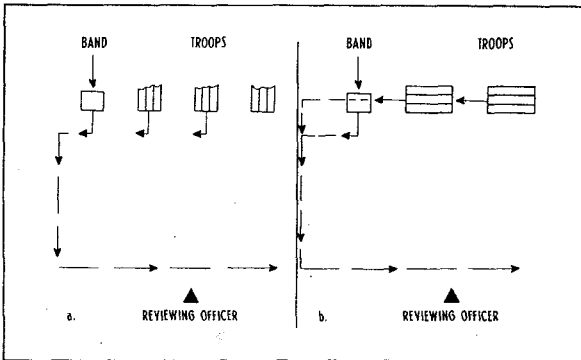 BAND TROOPS BAND TROOPS
a. REVIEWING OFFICER b. REVIEWING OFFICER